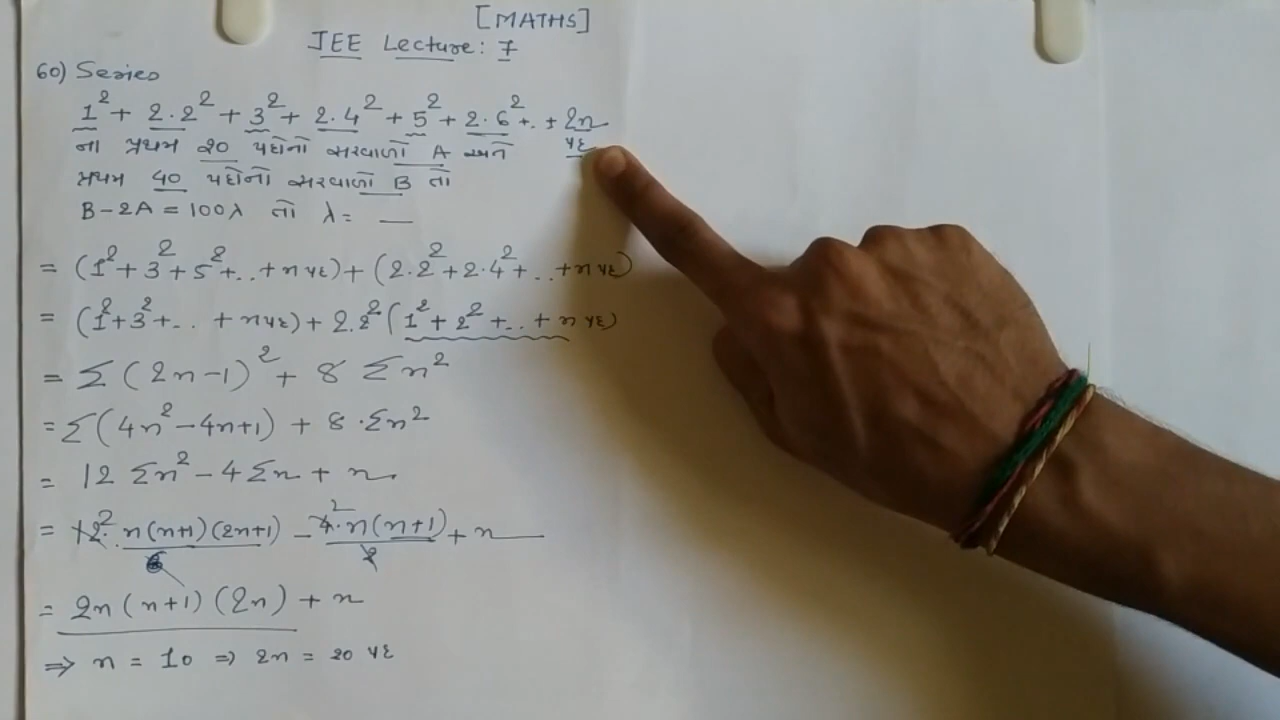 [MATHS]
JEE Lecture: 7
60) Series
1² + 2.2² + 3² + 2.4² + 5² + 2.6² + .. + 2n પદ
ના પ્રથમ 20 પદોનો સરવાળો A અને
પ્રથમ 40 પદોનો સરવાળો B તો
B-2A = 100λ તો λ = __
= (1² + 3² + 5² + .. + n પદ) + (2.2² + 2.4² + .. + n પદ)
= (1² + 3² + .. + n પદ) + 2.2² (1² + 2² + .. + n પદ)
= Σ (2n-1)² + 8 Σn²
= Σ(4n² - 4n+1) + 8 . Σn²
= 12 Σn² - 4 Σn + n
= 12² . n(n+1)(2n+1)/6 - 4² . n(n+1)/2 + n
= 2n (n+1) (2n) + n
⇒ n = 10 ⇒ 2n = 20 પદ